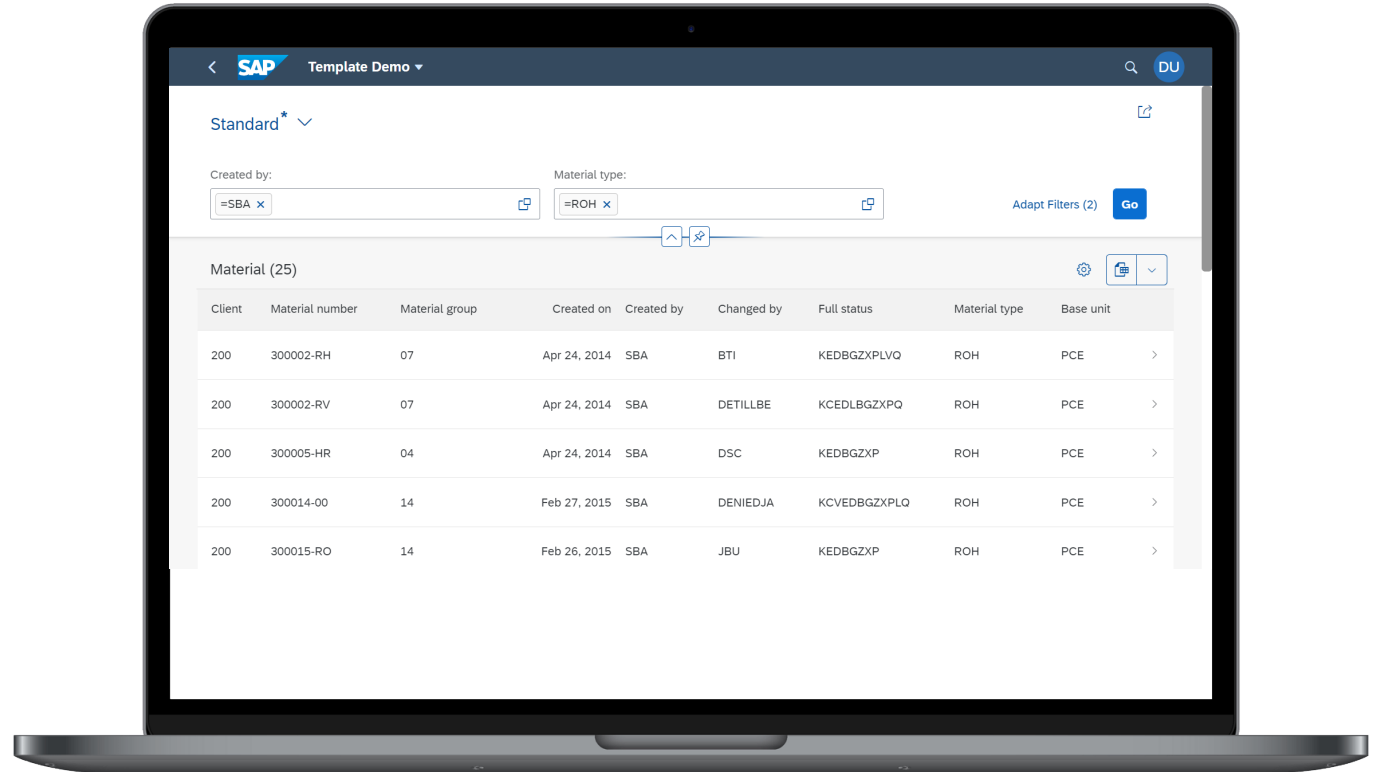 SAP Template Demo DU
Standard*
Created by: Material type:
=SBA =ROH Adapt Filters (2) Go
Material (25)
Client Material number Material group Created on Created by Changed by Full status Material type Base unit
200 300002-RH 07 Apr 24, 2014 SBA BTI KEDBGZXPLVQ ROH PCE
200 300002-RV 07 Apr 24, 2014 SBA DETILLBE KCEDLBGZXPQ ROH PCE
200 300005-HR 04 Apr 24, 2014 SBA DSC KEDBGZXP ROH PCE
200 300014-00 14 Feb 27, 2015 SBA DENIEDJA KCVEDBGZXPLQ ROH PCE
200 300015-RO 14 Feb 26, 2015 SBA JBU KEDBGZXP ROH PCE